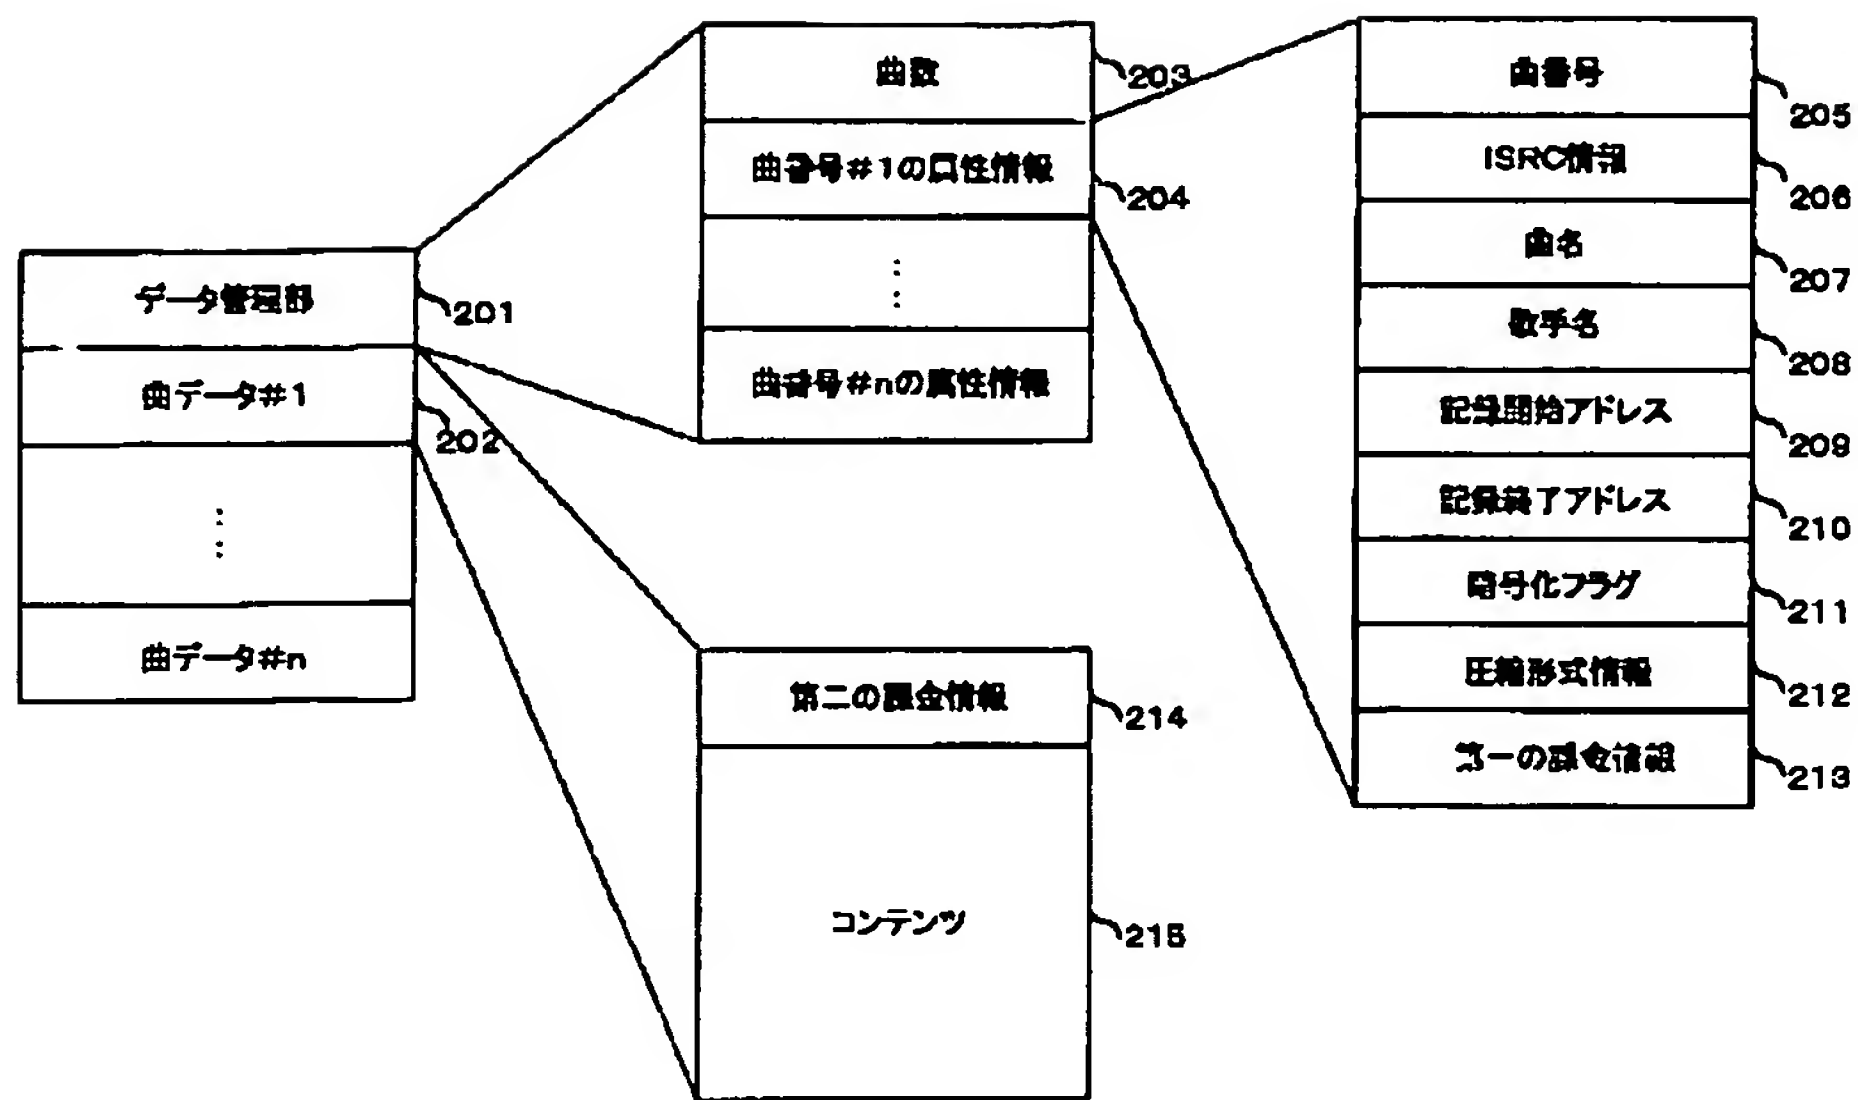 データ管理部
201
曲データ#1
202
⋮
曲データ#n
曲数
203
曲番号#1の属性情報
204
⋮
曲番号#nの属性情報
第二の課金情報
214
コンテンツ
215
曲番号
205
ISRC情報
206
曲名
207
歌手名
208
記録開始アドレス
209
記録終了アドレス
210
暗号化フラグ
211
圧縮形式情報
212
第一の課金情報
213